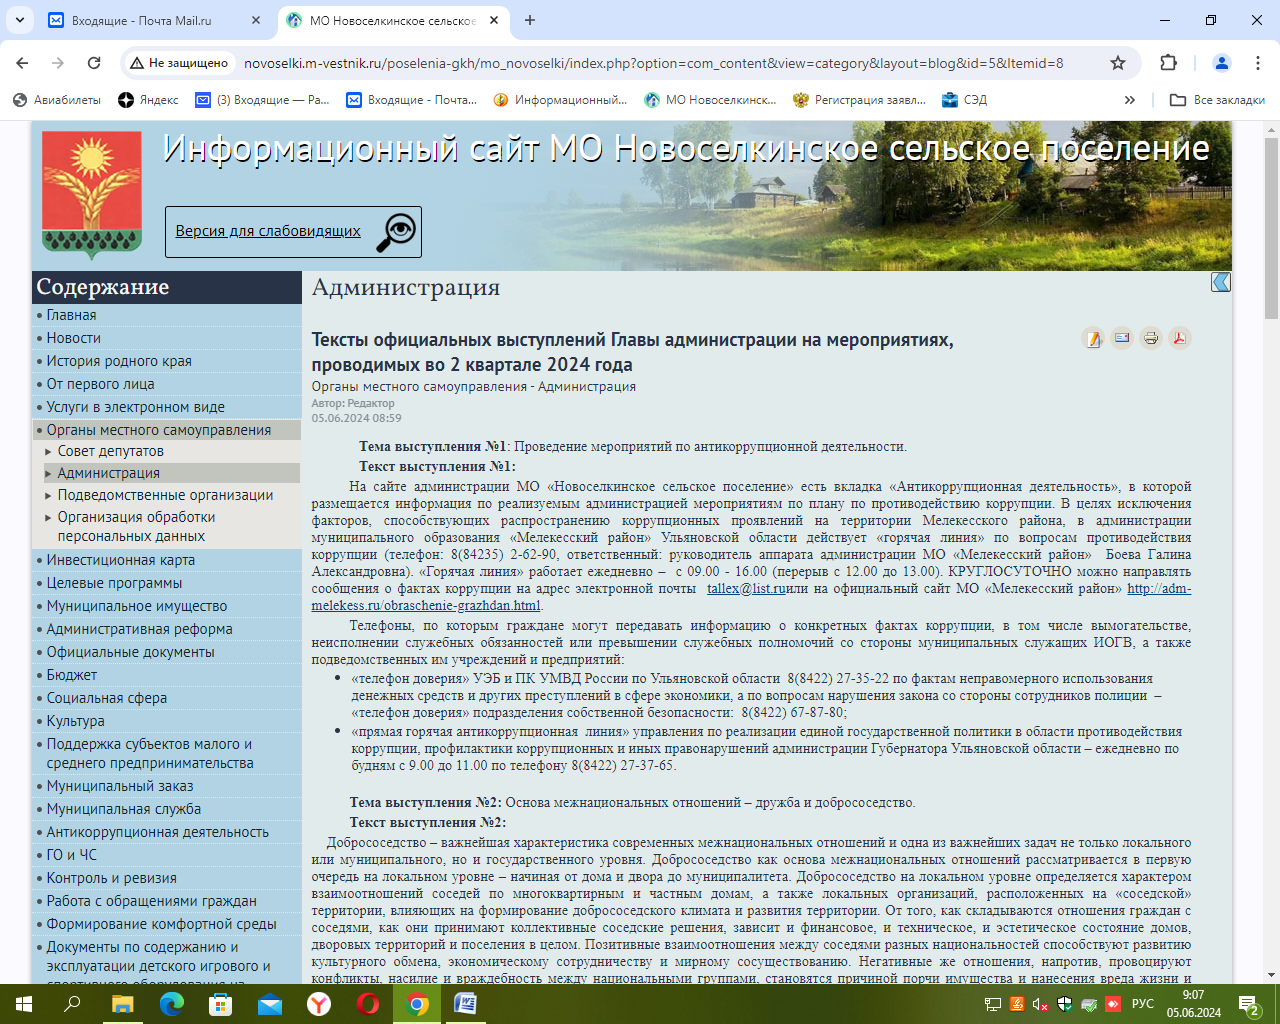 Входящие - Почта Mail.ru
МО Новоселкинское сельское
Не защищено
novoselki.m-vestnik.ru/poselenia-gkh/mo_novoselki/index.php?option=com_content&view=category&layout=blog&id=5&Itemid=8
Авиабилеты
Яндекс
(3) Входящие — Ра...
Входящие - Почта...
Информационный...
МО Новоселкинск...
Регистрация заявл...
СЭД
Все закладки
Информационный сайт МО Новоселкинское сельское поселение
Версия для слабовидящих
Содержание
Главная
Новости
История родного края
От первого лица
Услуги в электронном виде
Органы местного самоуправления
Совет депутатов
Администрация
Подведомственные организации
Организация обработки
персональных данных
Инвестиционная карта
Целевые программы
Муниципальное имущество
Административная реформа
Официальные документы
Бюджет
Социальная сфера
Культура
Поддержка субъектов малого и
среднего предпринимательства
Муниципальный заказ
Муниципальная служба
Антикоррупционная деятельность
ГО и ЧС
Контроль и ревизия
Работа с обращениями граждан
Формирование комфортной среды
Документы по содержанию и
эксплуатации детского игрового и
спортивного оборудования на
Администрация
Тексты официальных выступлений Главы администрации на мероприятиях,
проводимых во 2 квартале 2024 года
Органы местного самоуправления - Администрация
Автор: Редактор
05.06.2024 08:59
Тема выступления №1: Проведение мероприятий по антикоррупционной деятельности.
Текст выступления №1:
На сайте администрации МО «Новоселкинское сельское поселение» есть вкладка «Антикоррупционная деятельность», в которой
размещается информация по реализуемым администрацией мероприятиям по плану по противодействию коррупции. В целях исключения
факторов, способствующих распространению коррупционных проявлений на территории Мелекесского района, в администрации
муниципального образования «Мелекесский район» Ульяновской области действует «горячая линия» по вопросам противодействия
коррупции (телефон: 8(84235) 2-62-90, ответственный: руководитель аппарата администрации МО «Мелекесский район» Боева Галина
Александровна). «Горячая линия» работает ежедневно – с 09.00 - 16.00 (перерыв с 12.00 до 13.00). КРУГЛОСУТОЧНО можно направлять
сообщения о фактах коррупции на адрес электронной почты tallex@list.ruили на официальный сайт МО «Мелекесский район» http://adm-
melekess.ru/obraschenie-grazhdan.html.
Телефоны, по которым граждане могут передавать информацию о конкретных фактах коррупции, в том числе вымогательстве,
неисполнении служебных обязанностей или превышении служебных полномочий со стороны муниципальных служащих ИОГВ, а также
подведомственных им учреждений и предприятий:
• «телефон доверия» УЭБ и ПК УМВД России по Ульяновской области 8(8422) 27-35-22 по фактам неправомерного использования
денежных средств и других преступлений в сфере экономики, а по вопросам нарушения закона со стороны сотрудников полиции –
«телефон доверия» подразделения собственной безопасности: 8(8422) 67-87-80;
• «прямая горячая антикоррупционная линия» управления по реализации единой государственной политики в области противодействия
коррупции, профилактики коррупционных и иных правонарушений администрации Губернатора Ульяновской области – ежедневно по
будням с 9.00 до 11.00 по телефону 8(8422) 27-37-65.
Тема выступления №2: Основа межнациональных отношений – дружба и добрососедство.
Текст выступления №2:
Добрососедство – важнейшая характеристика современных межнациональных отношений и одна из важнейших задач не только локального
или муниципального, но и государственного уровня. Добрососедство как основа межнациональных отношений рассматривается в первую
очередь на локальном уровне – начиная от дома и двора до муниципалитета. Добрососедство на локальном уровне определяется характером
взаимоотношений соседей по многоквартирным и частным домам, а также локальных организаций, расположенных на «соседской»
территории, влияющих на формирование добрососедского климата и развития территории. От того, как складываются отношения граждан с
соседями, как они принимают коллективные соседские решения, зависит и финансовое, и техническое, и эстетическое состояние домов,
дворовых территорий и поселения в целом. Позитивные взаимоотношения между соседями разных национальностей способствуют развитию
культурного обмена, экономическому сотрудничеству и мирному сосуществованию. Негативные же отношения, напротив, провоцируют
конфликты, насилие и враждебность между национальными группами, становятся причиной порчи имущества и нанесения вреда жизни и
РУС
9:07
05.06.2024
2